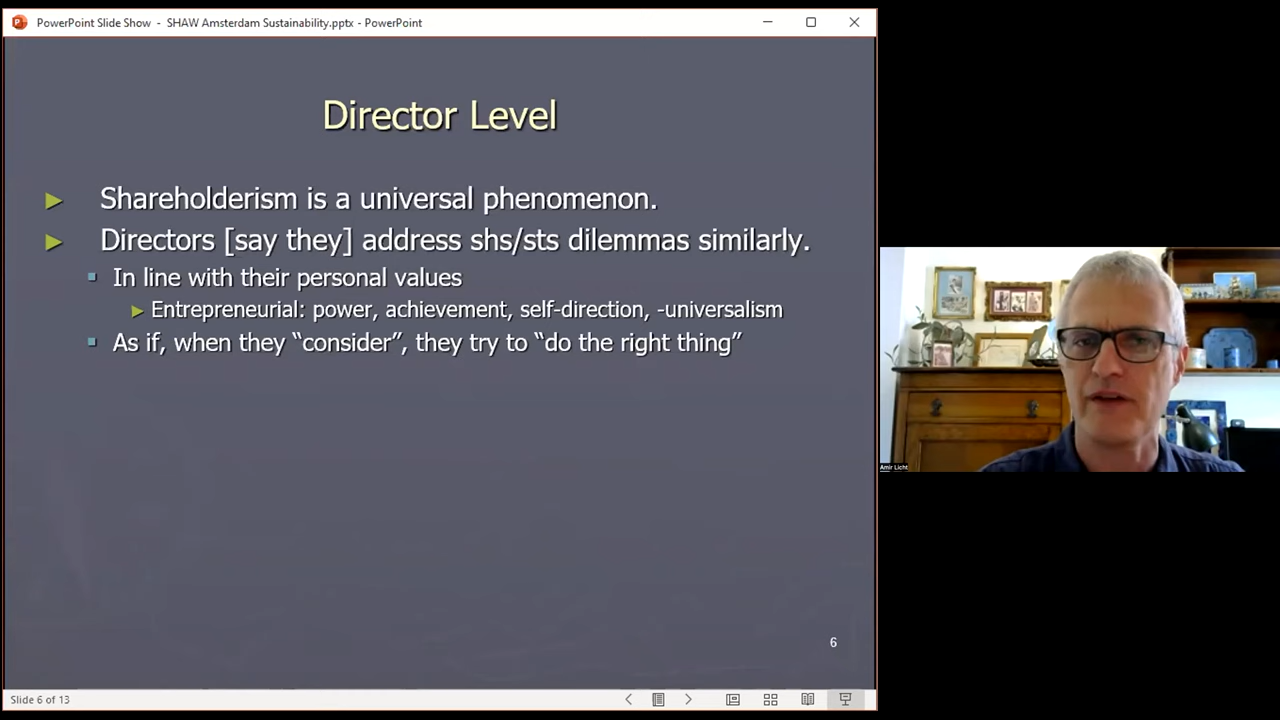 PowerPoint Slide Show - SHAW Amsterdam Sustainability.pptx - PowerPoint
Director Level
Shareholderism is a universal phenomenon.
Directors [say they] address shs/sts dilemmas similarly.
In line with their personal values
Entrepreneurial: power, achievement, self-direction, -universalism
As if, when they “consider”, they try to “do the right thing”
6
Slide 6 of 13
Amir Licht